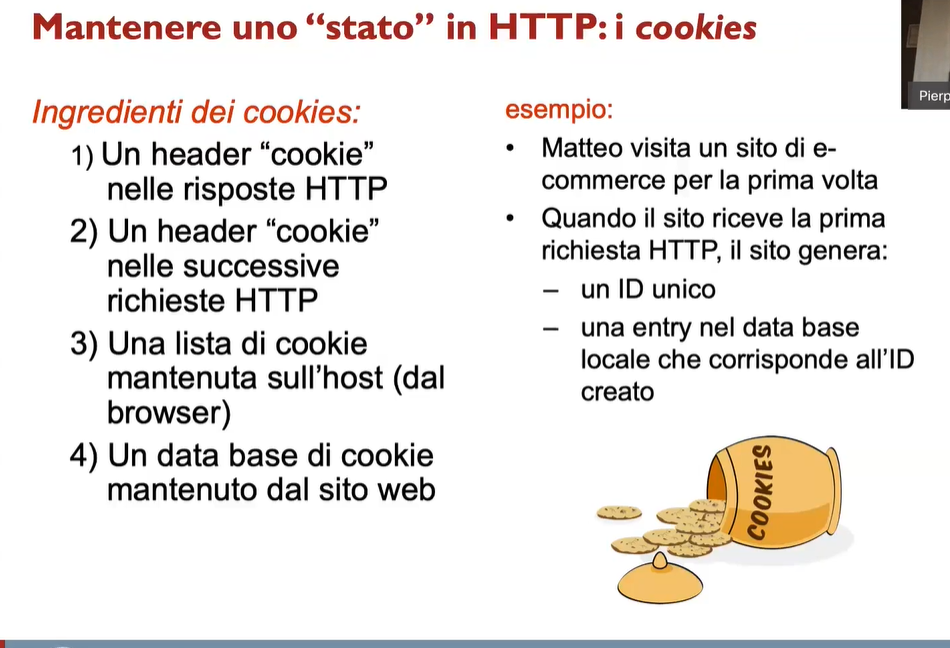 Mantenere uno “stato” in HTTP: i cookies
Ingredienti dei cookies:
1) Un header “cookie”
nelle risposte HTTP
2) Un header “cookie”
nelle successive
richieste HTTP
3) Una lista di cookie
mantenuta sull’host (dal
browser)
4) Un data base di cookie
mantenuto dal sito web
esempio:
• Matteo visita un sito di e-
commerce per la prima volta
• Quando il sito riceve la prima
richiesta HTTP, il sito genera:
– un ID unico
– una entry nel data base
locale che corrisponde all’ID
creato
COOKIES
Pierp